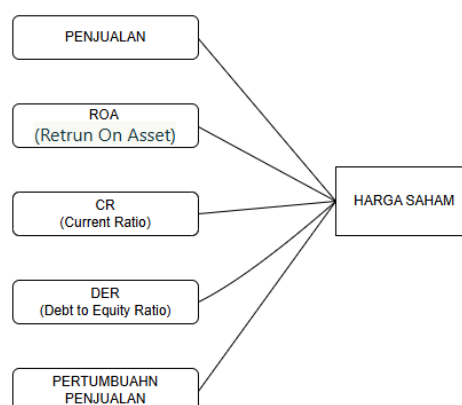 PENJUALAN
ROA
(Retrun On Asset)
CR
(Current Ratio)
HARGA SAHAM
DER
(Debt to Equity Ratio)
PERTUMBUAHN
PENJUALAN